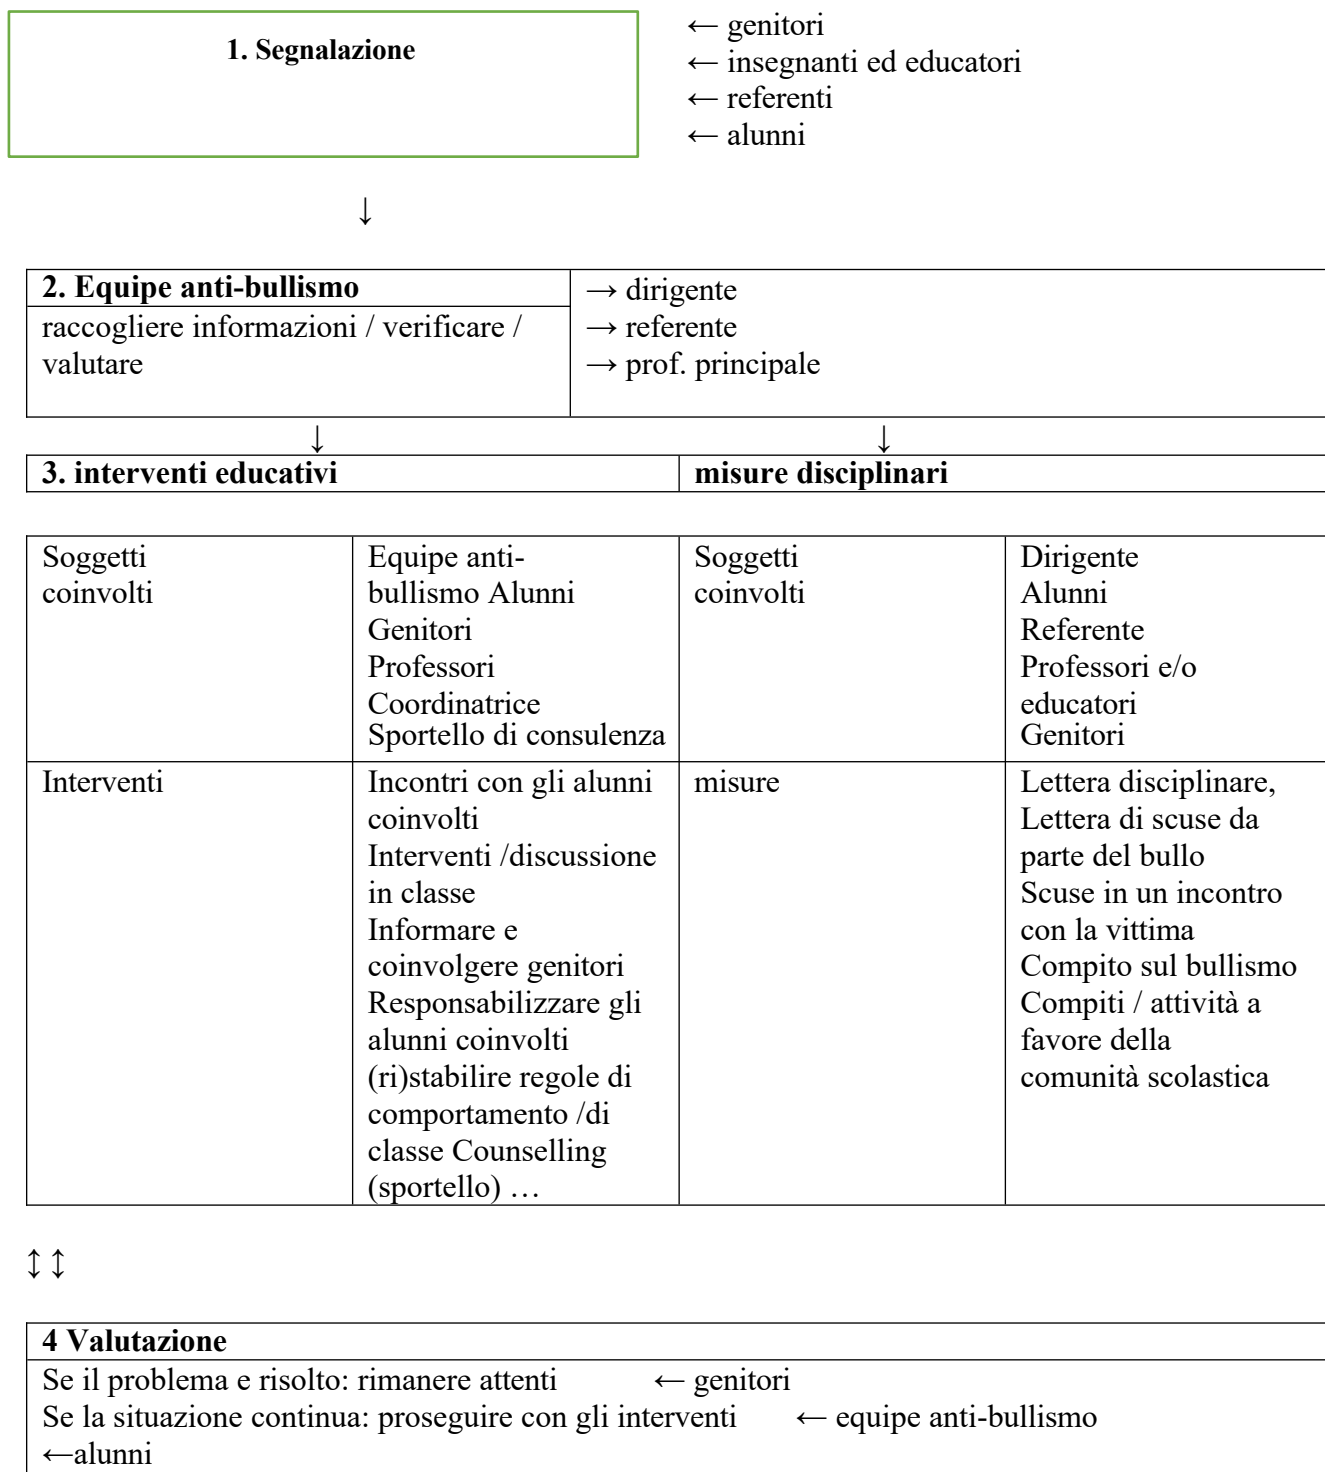 1. Segnalazione
← genitori
← insegnanti ed educatori
← referenti
← alunni
↓
2. Equipe anti-bullismo
raccogliere informazioni / verificare /
valutare
→ dirigente
→ referente
→ prof. principale
↓ ↓
3. interventi educativi
misure disciplinari
Soggetti
coinvolti
Equipe anti-
bullismo Alunni
Genitori
Professori
Coordinatrice
Sportello di consulenza
Soggetti
coinvolti
Dirigente
Alunni
Referente
Professori e/o
educatori
Genitori
Interventi
Incontri con gli alunni
coinvolti
Interventi /discussione
in classe
Informare e
coinvolgere genitori
Responsabilizzare gli
alunni coinvolti
(ri)stabilire regole di
comportamento /di
classe Counselling
(sportello) …
misure
Lettera disciplinare,
Lettera di scuse da
parte del bullo
Scuse in un incontro
con la vittima
Compito sul bullismo
Compiti / attività a
favore della
comunità scolastica
↕ ↕
4 Valutazione
Se il problema e risolto: rimanere attenti ← genitori
Se la situazione continua: proseguire con gli interventi ← equipe anti-bullismo
←alunni